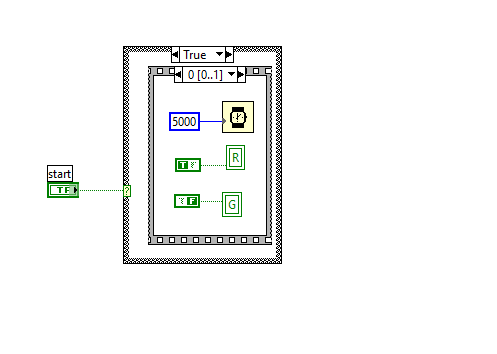 True
0 [0..1]
5000
R
T F
start
TF
?
T F
G